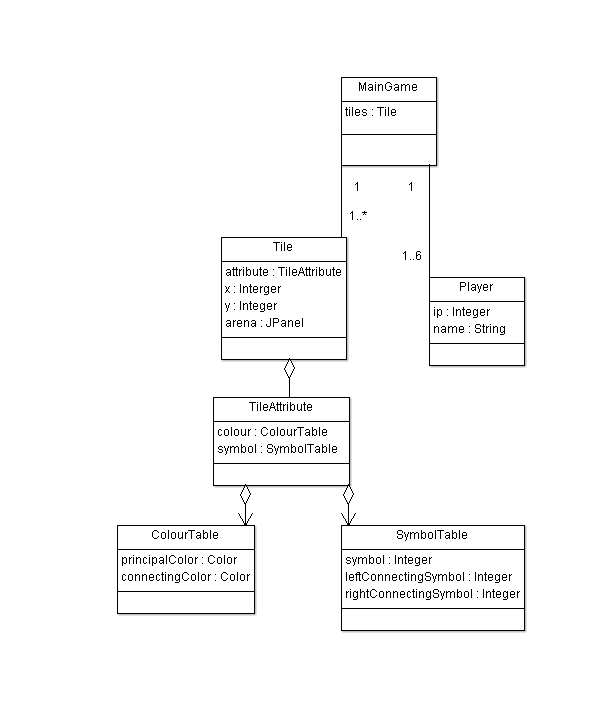 MainGame
tiles : Tile
1
1
1..*
1..6
Tile
attribute : TileAttribute
x : Interger
y : Integer
arena : JPanel
Player
ip : Integer
name : String
TileAttribute
colour : ColourTable
symbol : SymbolTable
ColourTable
principalColor : Color
connectingColor : Color
SymbolTable
symbol : Integer
leftConnectingSymbol : Integer
rightConnectingSymbol : Integer